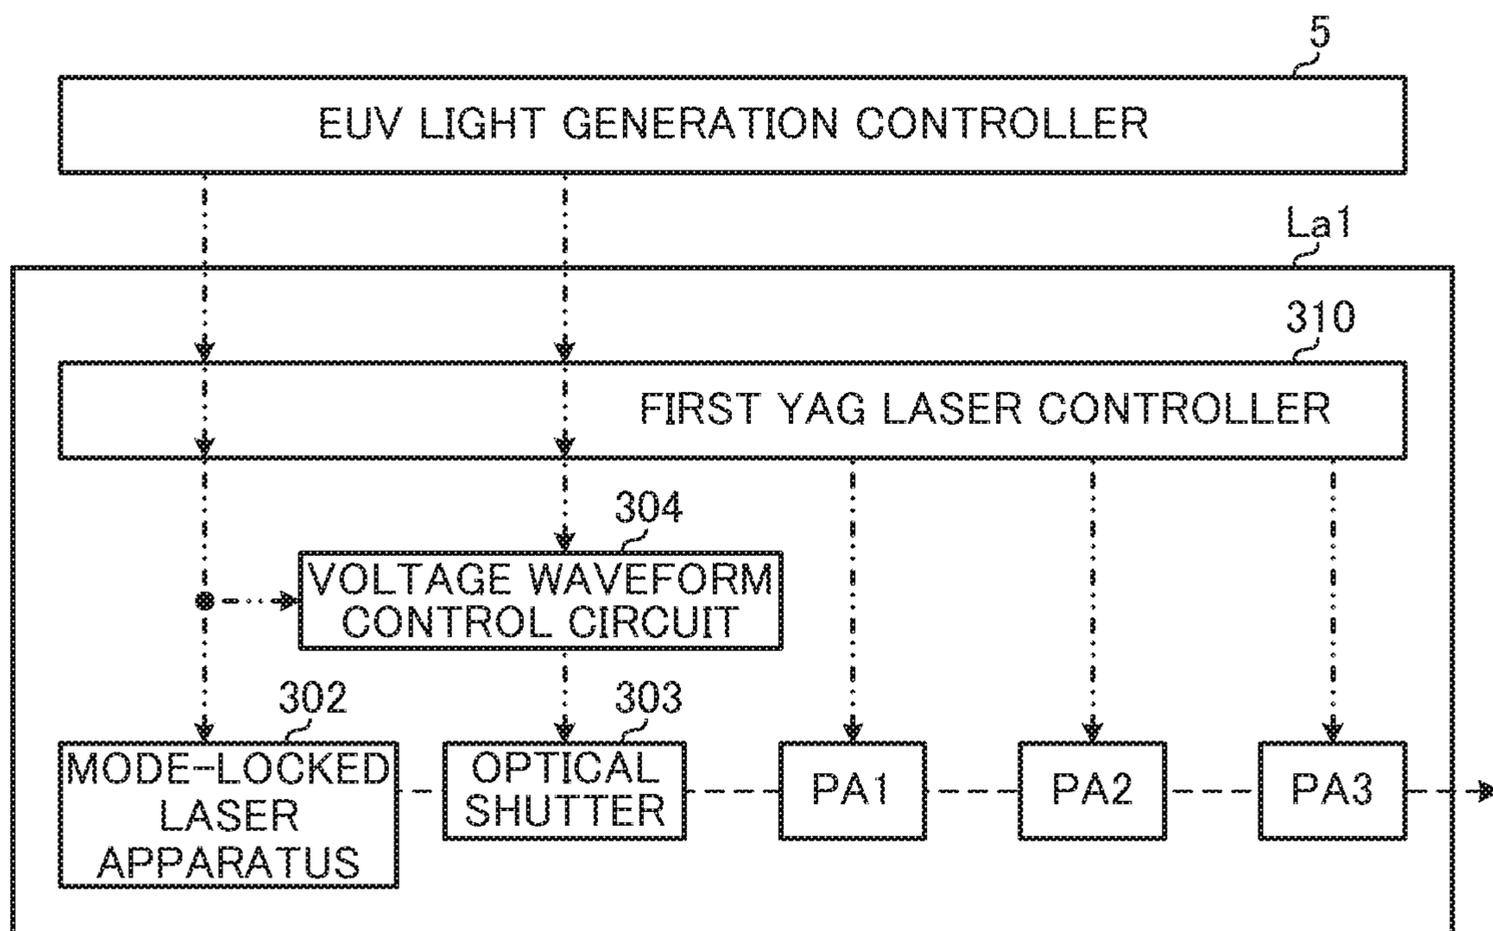 5
EUV LIGHT GENERATION CONTROLLER
La1
310
FIRST YAG LASER CONTROLLER
304
VOLTAGE WAVEFORM
CONTROL CIRCUIT
302
303
MODE-LOCKED
LASER
APPARATUS
OPTICAL
SHUTTER
PA1
PA2
PA3